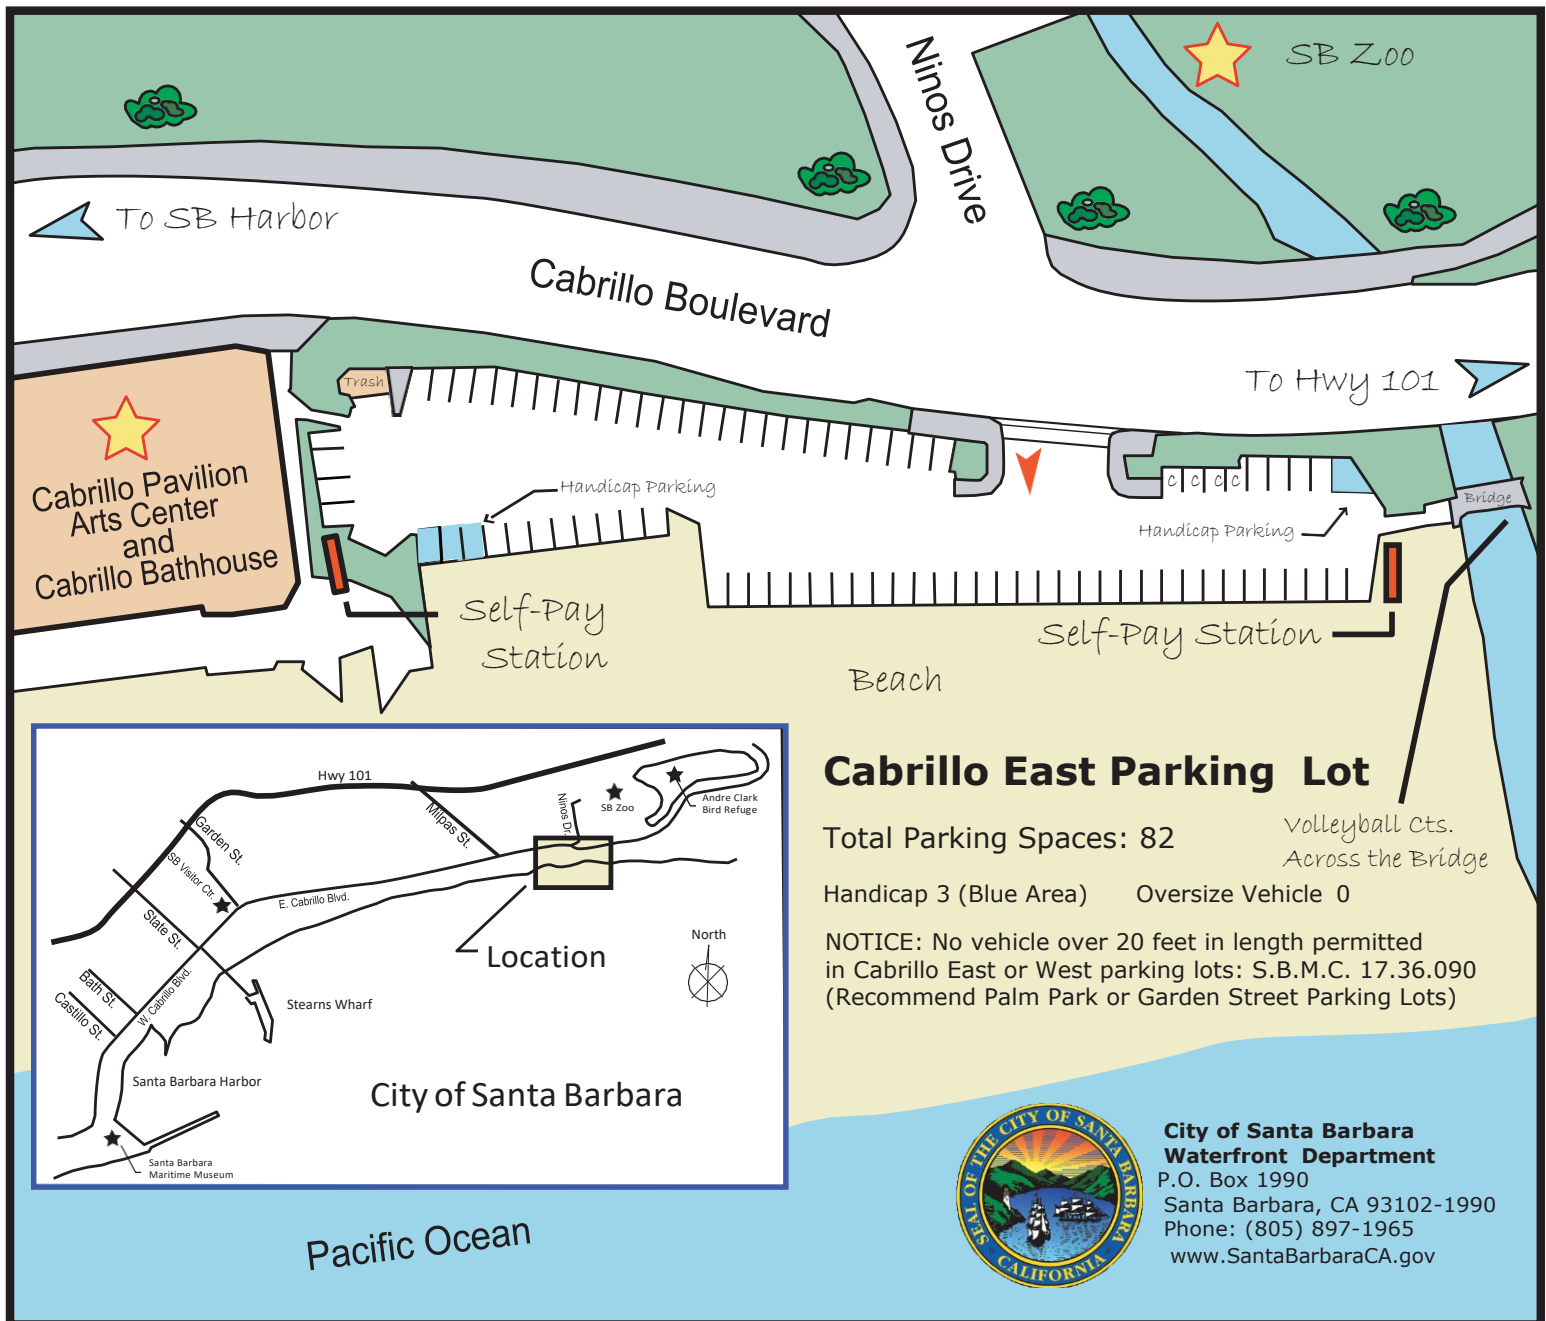 SB Zoo
Ninos Drive
To SB Harbor
Cabrillo Boulevard
To Hwy 101
Trash
Cabrillo Pavilion
Arts Center
and
Cabrillo Bathhouse
Handicap Parking
C C C C
Bridge
Handicap Parking
Self-Pay
Station
Self-Pay Station
Beach
Cabrillo East Parking Lot
Total Parking Spaces: 82
Handicap 3 (Blue Area) Oversize Vehicle 0
Volleyball Cts.
Across the Bridge
NOTICE: No vehicle over 20 feet in length permitted
in Cabrillo East or West parking lots: S.B.M.C. 17.36.090
(Recommend Palm Park or Garden Street Parking Lots)
Hwy 101
Milpas St.
Ninos Dr.
SB Zoo
Andre Clark
Bird Refuge
Garden St.
SB Visitor Ctr.
State St.
E. Cabrillo Blvd.
Location
North
Bath St.
Castillo St.
W. Cabrillo Blvd.
Stearns Wharf
Santa Barbara Harbor
City of Santa Barbara
Santa Barbara
Maritime Museum
Pacific Ocean
SEAL OF THE CITY OF SANTA BARBARA
CALIFORNIA
City of Santa Barbara
Waterfront Department
P.O. Box 1990
Santa Barbara, CA 93102-1990
Phone: (805) 897-1965
www.SantaBarbaraCA.gov